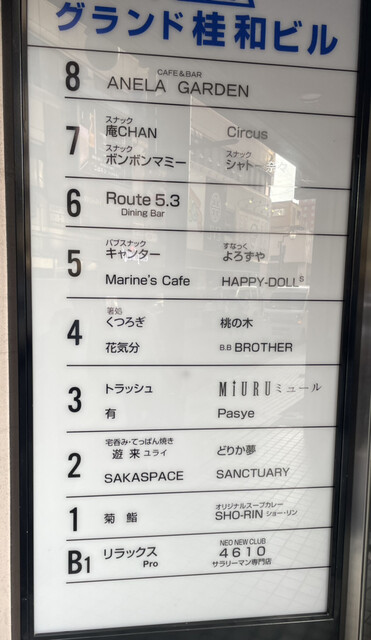 グランド桂和ビル
8
CAFE&BAR
ANELA GARDEN
7
スナック
庵CHAN
Circus
スナック
ボンボンマミー
スナック
シャトー
6
Route 5.3
Dining Bar
5
パブスナック
キャンター
すなっく
よろずや
Marine's Cafe
HAPPY-DOLLS
4
箸処
くつろぎ
桃の木
花気分
B.B BROTHER
3
トラッシュ
MiURU ミュール
有
Pasye
2
宅呑み・てっぱん焼き
遊来 ユライ
どりか夢
SAKASPACE
SANCTUARY
1
菊鮨
オリジナルスープカレー
SHO-RIN ショー・リン
B1
リラックス
Pro
NEO NEW CLUB
4610
サラリーマン専門店